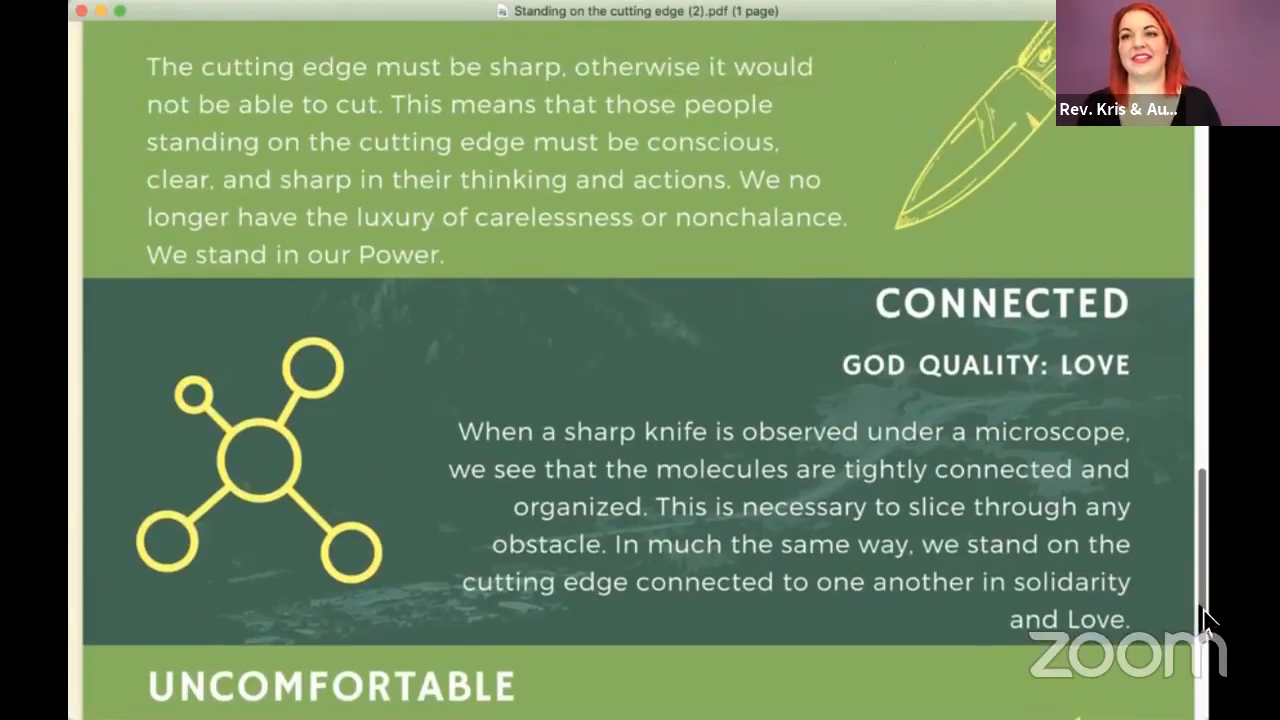 Standing on the cutting edge (2).pdf (1 page)
Rev. Kris & Au...
The cutting edge must be sharp, otherwise it would
not be able to cut. This means that those people
standing on the cutting edge must be conscious,
clear, and sharp in their thinking and actions. We no
longer have the luxury of carelessness or nonchalance.
We stand in our Power.
CONNECTED
GOD QUALITY: LOVE
When a sharp knife is observed under a microscope,
we see that the molecules are tightly connected and
organized. This is necessary to slice through any
obstacle. In much the same way, we stand on the
cutting edge connected to one another in solidarity
and Love.
zoom
UNCOMFORTABLE